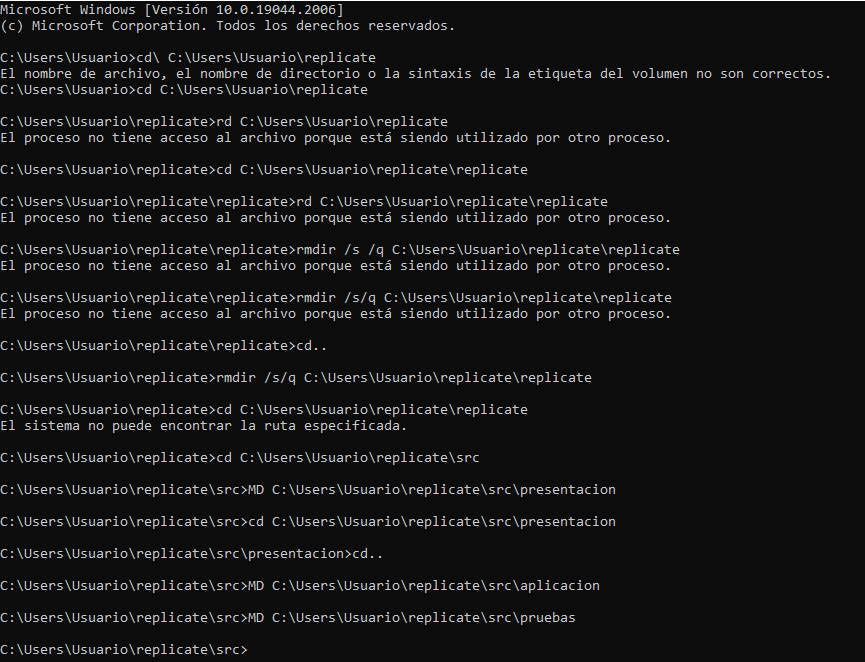 Microsoft Windows [Versión 10.0.19044.2006]
(c) Microsoft Corporation. Todos los derechos reservados.
C:\Users\Usuario>cd\ C:\Users\Usuario\replicate
El nombre de archivo, el nombre de directorio o la sintaxis de la etiqueta del volumen no son correctos.
C:\Users\Usuario>cd C:\Users\Usuario\replicate
C:\Users\Usuario\replicate>rd C:\Users\Usuario\replicate
El proceso no tiene acceso al archivo porque está siendo utilizado por otro proceso.
C:\Users\Usuario\replicate>cd C:\Users\Usuario\replicate\replicate
C:\Users\Usuario\replicate\replicate>rd C:\Users\Usuario\replicate\replicate
El proceso no tiene acceso al archivo porque está siendo utilizado por otro proceso.
C:\Users\Usuario\replicate\replicate>rmdir /s /q C:\Users\Usuario\replicate\replicate
El proceso no tiene acceso al archivo porque está siendo utilizado por otro proceso.
C:\Users\Usuario\replicate\replicate>rmdir /s/q C:\Users\Usuario\replicate\replicate
El proceso no tiene acceso al archivo porque está siendo utilizado por otro proceso.
C:\Users\Usuario\replicate\replicate>cd..
C:\Users\Usuario\replicate>rmdir /s/q C:\Users\Usuario\replicate\replicate
C:\Users\Usuario\replicate>cd C:\Users\Usuario\replicate\replicate
El sistema no puede encontrar la ruta especificada.
C:\Users\Usuario\replicate>cd C:\Users\Usuario\replicate\src
C:\Users\Usuario\replicate\src>MD C:\Users\Usuario\replicate\src\presentacion
C:\Users\Usuario\replicate\src>cd C:\Users\Usuario\replicate\src\presentacion
C:\Users\Usuario\replicate\src\presentacion>cd..
C:\Users\Usuario\replicate\src>MD C:\Users\Usuario\replicate\src\aplicacion
C:\Users\Usuario\replicate\src>MD C:\Users\Usuario\replicate\src\pruebas
C:\Users\Usuario\replicate\src>